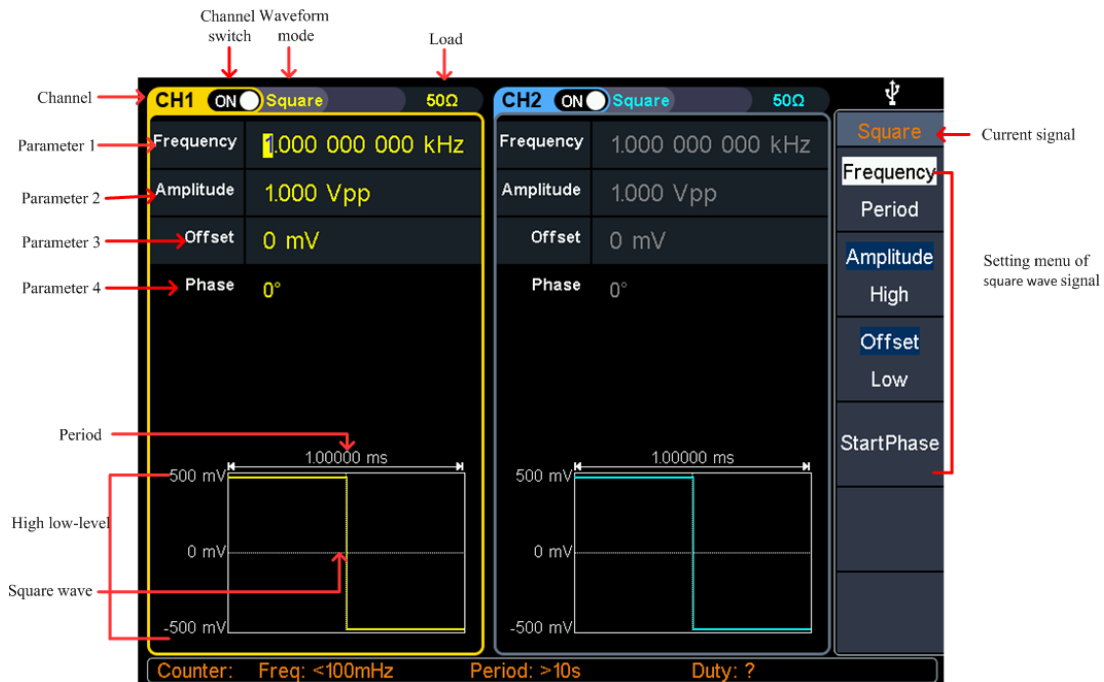 Channel switch
Waveform mode
Load
Channel
CH1 ON Square 50Ω
CH2 ON Square 50Ω
Square
Current signal
Parameter 1
Frequency 1.000 000 000 kHz
Frequency 1.000 000 000 kHz
Frequency
Period
Parameter 2
Amplitude 1.000 Vpp
Amplitude 1.000 Vpp
Parameter 3
Offset 0 mV
Offset 0 mV
Amplitude
High
Setting menu of
square wave signal
Parameter 4
Phase 0°
Phase 0°
Offset
Low
StartPhase
Period
1.00000 ms
1.00000 ms
500 mV
500 mV
High low-level
0 mV
0 mV
Square wave
-500 mV
-500 mV
Counter: Freq: <100mHz Period: >10s Duty: ?